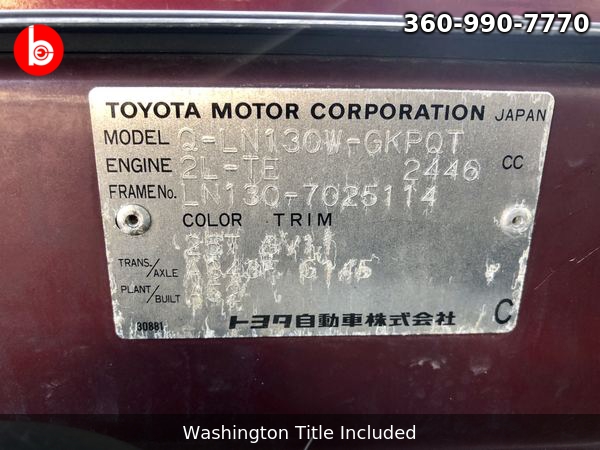 360-990-7770
b
TOYOTA MOTOR CORPORATION JAPAN
MODEL Q-LN130W-GKPQT
ENGINE 2L-TE 2446 CC
FRAME No. LN130-7025114
COLOR TRIM
TRANS./AXLE
PLANT/BUILT
30881 トヨタ自動車株式会社 C
Washington Title Included